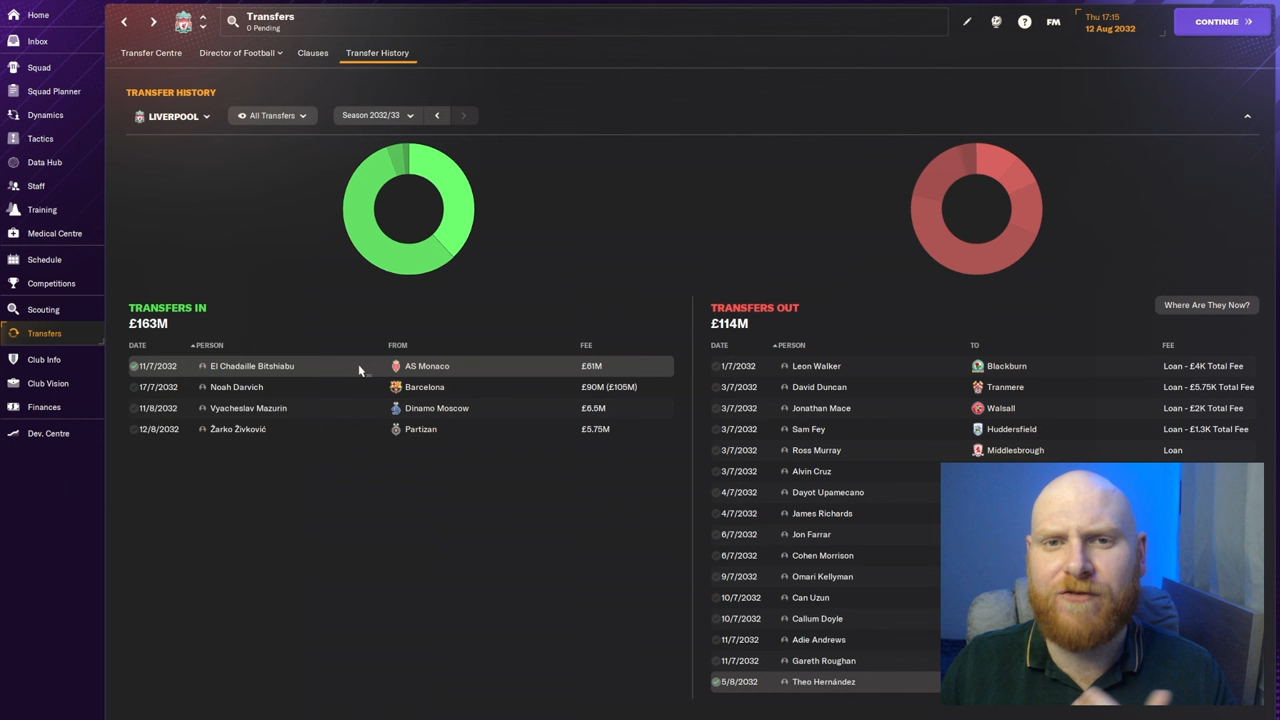 Home
Inbox
Squad
Squad Planner
Dynamics
Tactics
Data Hub
Staff
Training
Medical Centre
Schedule
Competitions
Scouting
Transfers
Club Info
Club Vision
Finances
Dev. Centre
Transfers
0 Pending
FM
Thu 17:15
12 Aug 2032
CONTINUE
Transfer Centre Director of Football Clauses Transfer History
TRANSFER HISTORY
LIVERPOOL All Transfers Season 2032/33
TRANSFERS IN
£163M
DATE PERSON FROM FEE
11/7/2032 El Chadaille Bitshiabu AS Monaco £61M
17/7/2032 Noah Darvich Barcelona £90M (£105M)
11/8/2032 Vyacheslav Mazurin Dinamo Moscow £6.5M
12/8/2032 Žarko Živković Partizan £5.75M
TRANSFERS OUT
£114M
Where Are They Now?
DATE PERSON TO FEE
1/7/2032 Leon Walker Blackburn Loan - £4K Total Fee
3/7/2032 David Duncan Tranmere Loan - £5.75K Total Fee
3/7/2032 Jonathan Mace Walsall Loan - £2K Total Fee
3/7/2032 Sam Fey Huddersfield Loan - £1.3K Total Fee
3/7/2032 Ross Murray Middlesbrough Loan
3/7/2032 Alvin Cruz
4/7/2032 Dayot Upamecano
4/7/2032 James Richards
6/7/2032 Jon Farrar
6/7/2032 Cohen Morrison
9/7/2032 Omari Kellyman
10/7/2032 Can Uzun
10/7/2032 Callum Doyle
11/7/2032 Adie Andrews
11/7/2032 Gareth Roughan
5/8/2032 Theo Hernández